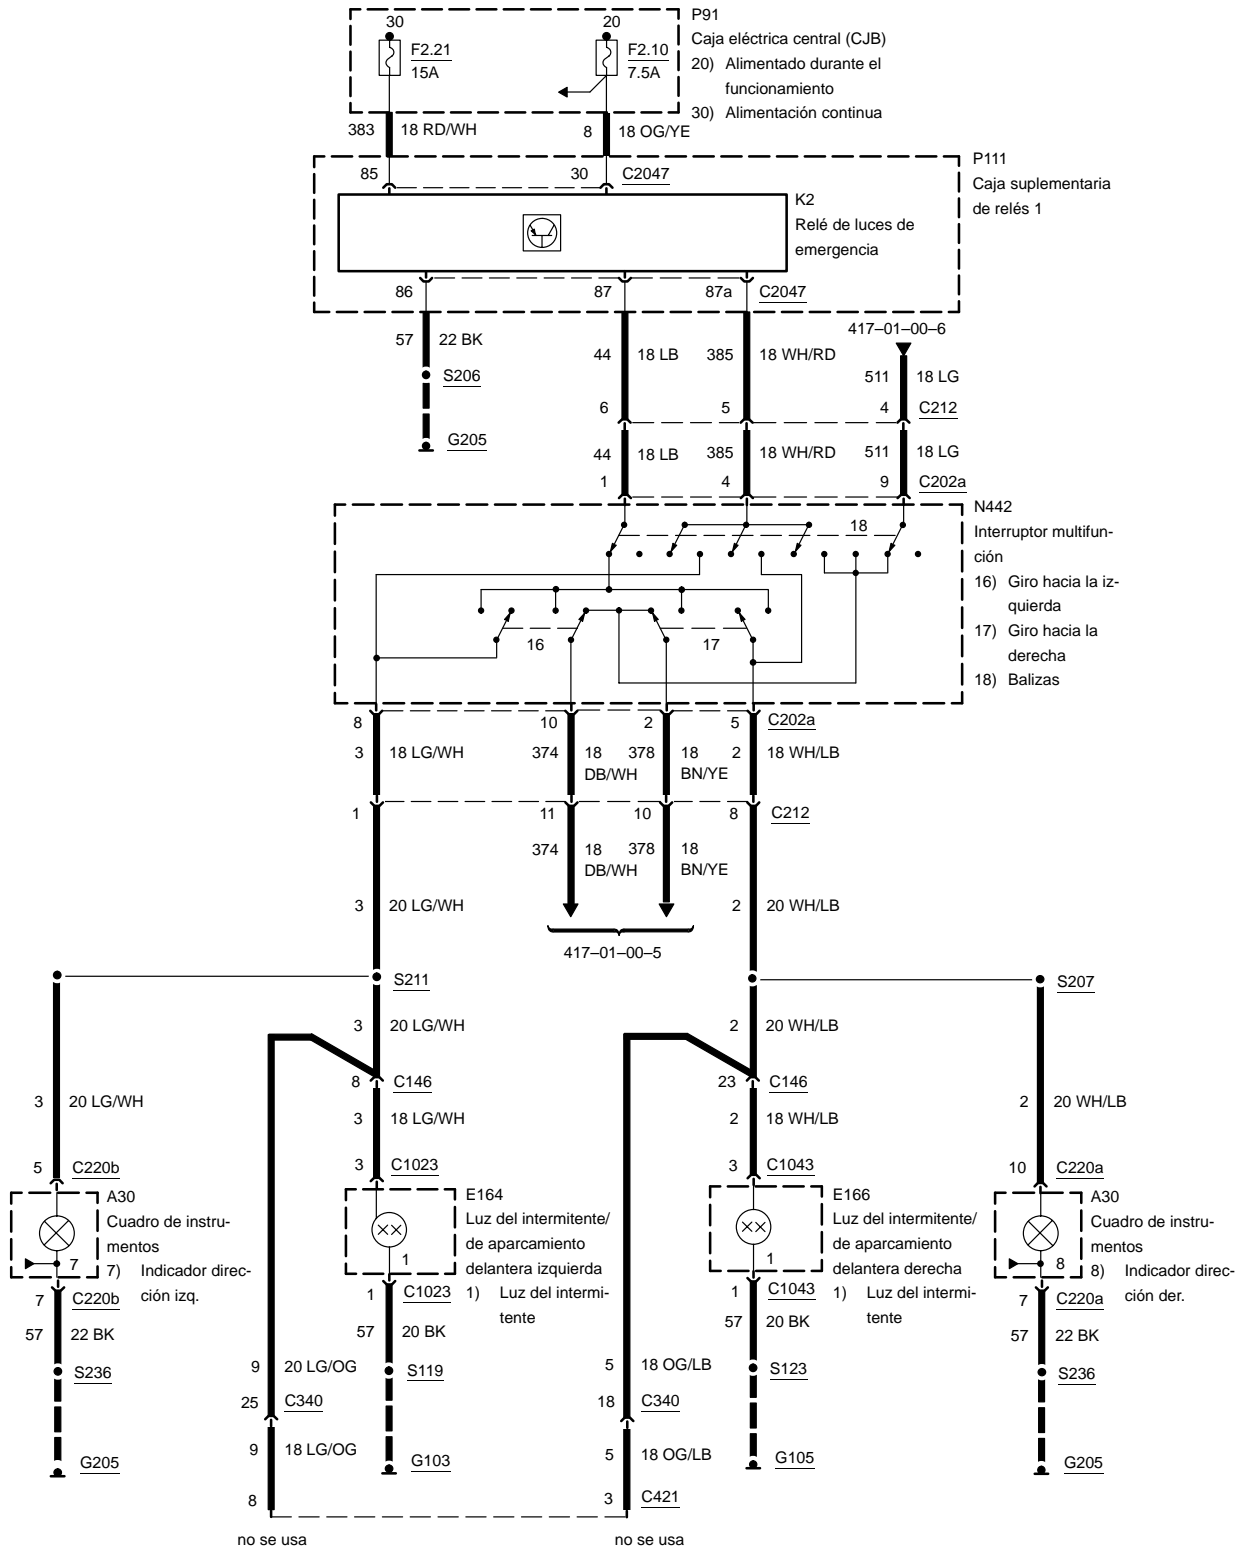 P91
30
20
Caja eléctrica central (CJB)
F2.21
F2.10
15A
7.5A
20) Alimentado durante el
funcionamiento
30) Alimentación continua
383
18 RD/WH
8
18 OG/YE
P111
Caja suplementaria
de relés 1
85
30
C2047
K2
Relé de luces de
emergencia
86
87
87a
C2047
417–01–00–6
57
22 BK
44
18 LB
385
18 WH/RD
511
18 LG
S206
6
5
4
C212
G205
44
18 LB
385
18 WH/RD
511
18 LG
1
4
9
C202a
N442
Interruptor multifun-
ción
16) Giro hacia la iz-
quierda
17) Giro hacia la
derecha
18) Balizas
18
16
17
8
10
2
5
C202a
3
18 LG/WH
374
18
DB/WH
378
18
BN/YE
2
18 WH/LB
1
11
10
8
C212
374
18
DB/WH
378
18
BN/YE
3
20 LG/WH
2
20 WH/LB
417–01–00–5
S211
S207
3
20 LG/WH
2
20 WH/LB
8
C146
23
C146
3
20 LG/WH
3
18 LG/WH
2
18 WH/LB
2
20 WH/LB
5
C220b
3
C1023
3
C1043
10
C220a
A30
Cuadro de instru-
mentos
7) Indicador direc-
ción izq.
7
E164
Luz del intermitente/
de aparcamiento
delantera izquierda
1) Luz del intermi-
tente
1
E166
Luz del intermitente/
de aparcamiento
delantera derecha
1) Luz del intermi-
tente
1
A30
Cuadro de instru-
mentos
8) Indicador direc-
ción der.
8
7
C220b
1
C1023
1
C1043
7
C220a
57
22 BK
57
20 BK
57
20 BK
57
22 BK
S236
9
20 LG/OG
S119
5
18 OG/LB
S123
S236
25
C340
18
C340
9
18 LG/OG
5
18 OG/LB
G205
G103
G105
G205
8
3
C421
no se usa
no se usa